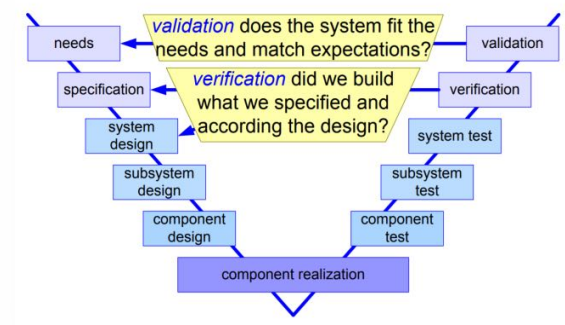 validation does the system fit the
needs and match expectations?
needs
validation
verification did we build
what we specified and
according the design?
specification
verification
system
design
system test
subsystem
design
subsystem
test
component
design
component
test
component realization